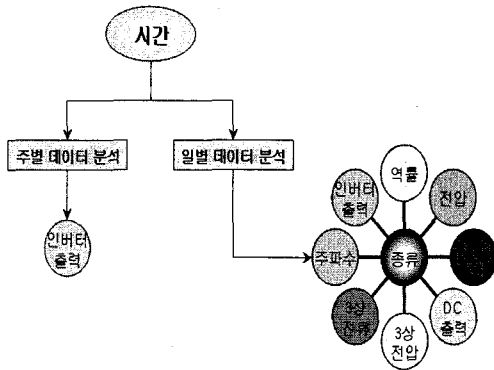 시간
주별 데이터 분석
일별 데이터 분석
인버터
출력
역률
인버터
출력
전압
주파수
종류
3상
전류
DC
출력
3상
전압